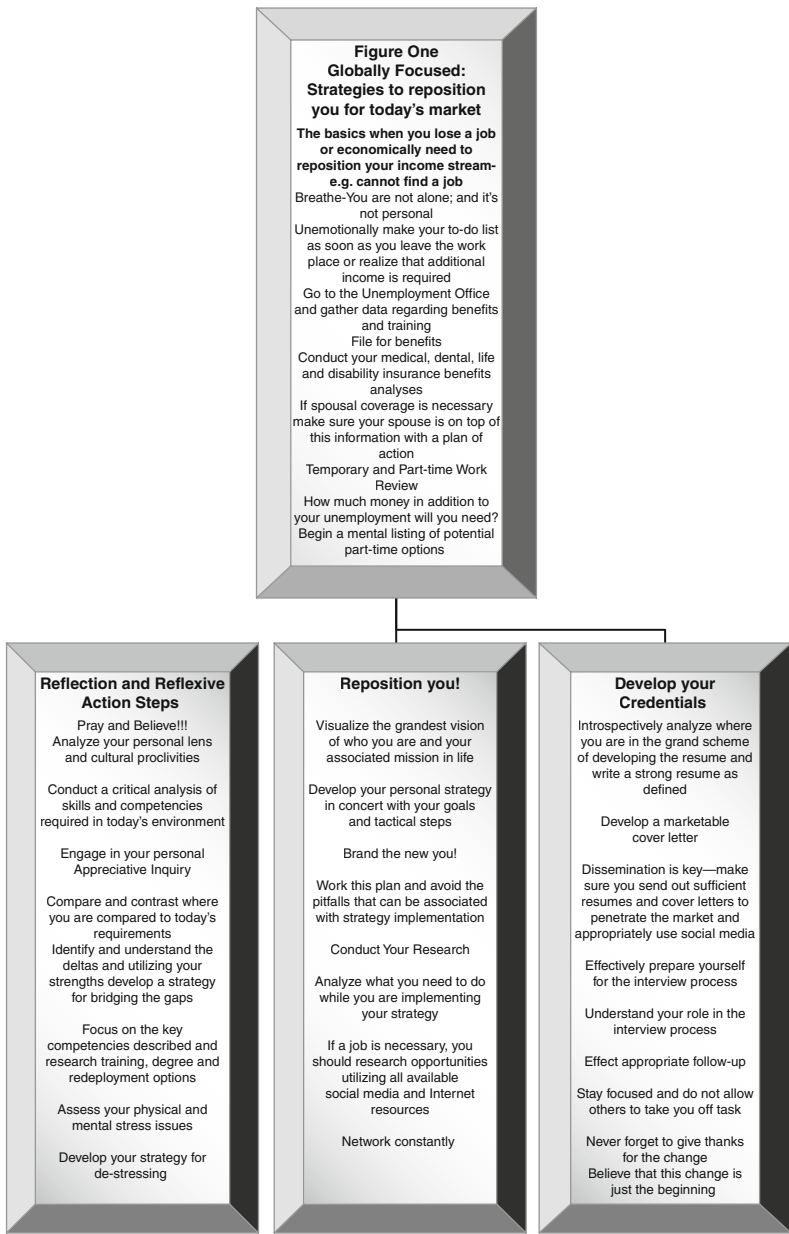 Figure One
Globally Focused:
Strategies to reposition
you for today's market
The basics when you lose a job
or economically need to
reposition your income stream-
e.g. cannot find a job
Breathe-You are not alone; and it's
not personal
Unemotionally make your to-do list
as soon as you leave the work
place or realize that additional
income is required
Go to the Unemployment Office
and gather data regarding benefits
and training
File for benefits
Conduct your medical, dental, life
and disability insurance benefits
analyses
If spousal coverage is necessary
make sure your spouse is on top of
this information with a plan of
action
Temporary and Part-time Work
Review
How much money in addition to
your unemployment will you need?
Begin a mental listing of potential
part-time options
Reflection and Reflexive
Action Steps
Pray and Believe!!!
Analyze your personal lens
and cultural proclivities
Conduct a critical analysis of
skills and competencies
required in today's environment
Engage in your personal
Appreciative Inquiry
Compare and contrast where
you are compared to today's
requirements
Identify and understand the
deltas and utilizing your
strengths develop a strategy
for bridging the gaps
Focus on the key
competencies described and
research training, degree and
redeployment options
Assess your physical and
mental stress issues
Develop your strategy for
de-stressing
Reposition you!
Visualize the grandest vision
of who you are and your
associated mission in life
Develop your personal strategy
in concert with your goals
and tactical steps
Brand the new you!
Work this plan and avoid the
pitfalls that can be associated
with strategy implementation
Conduct Your Research
Analyze what you need to do
while you are implementing
your strategy
If a job is necessary, you
should research opportunities
utilizing all available
social media and Internet
resources
Network constantly
Develop your
Credentials
Introspectively analyze where
you are in the grand scheme
of developing the resume and
write a strong resume as
defined
Develop a marketable
cover letter
Dissemination is key—make
sure you send out sufficient
resumes and cover letters to
penetrate the market and
appropriately use social media
Effectively prepare yourself
for the interview process
Understand your role in the
interview process
Effect appropriate follow-up
Stay focused and do not allow
others to take you off task
Never forget to give thanks
for the change
Believe that this change is
just the beginning